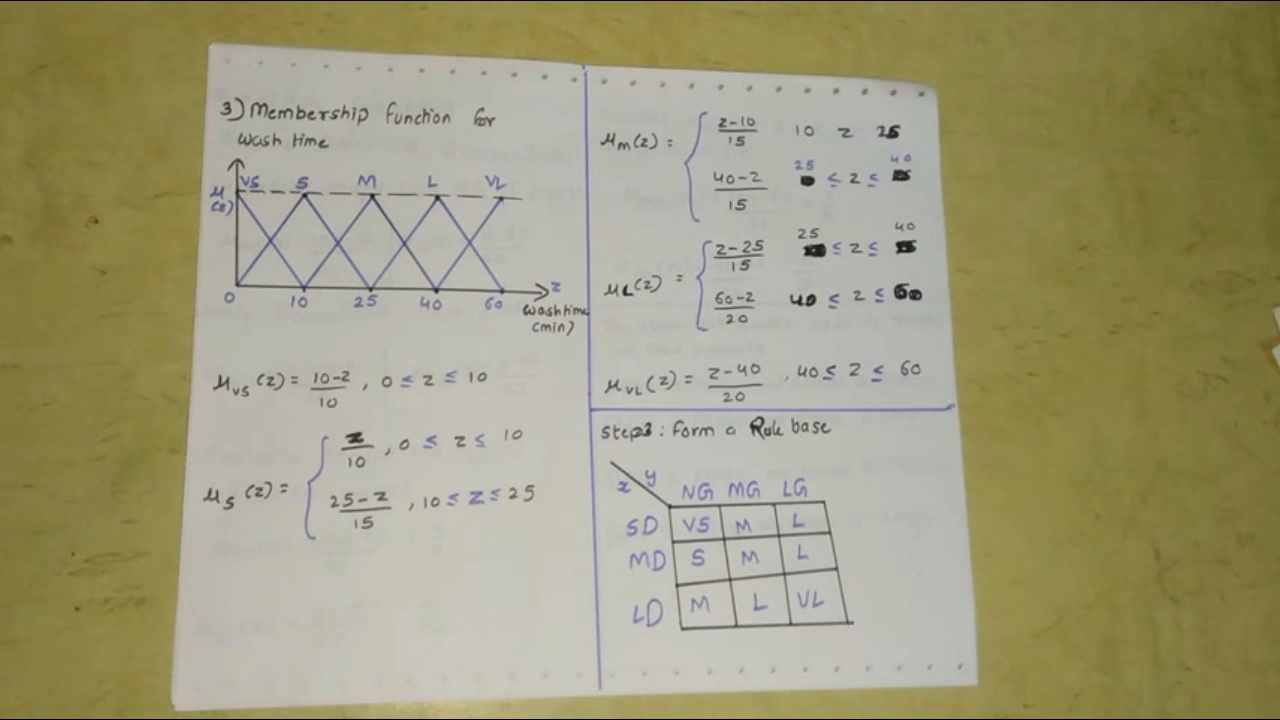 3) Membership function for
wash time
μ(z)
VS S M L VL
0 10 25 40 60 z
wash time
(min)
μVS(z) = 10-z/10 , 0 ≤ z ≤ 10
μS(z) = { z/10 , 0 ≤ z ≤ 10
25-z/15 , 10 ≤ z ≤ 25
μm(z) = { z-10/15 10 z 25
40-z/15 25 ≤ z ≤ 40
μL(z) = { z-25/15 25 ≤ z ≤ 40
60-z/20 40 ≤ z ≤ 60
μVL(z) = z-40/20 , 40 ≤ z ≤ 60
Step3: Form a Rule base
x y
NG MG LG
SD VS M L
MD S M L
LD M L VL